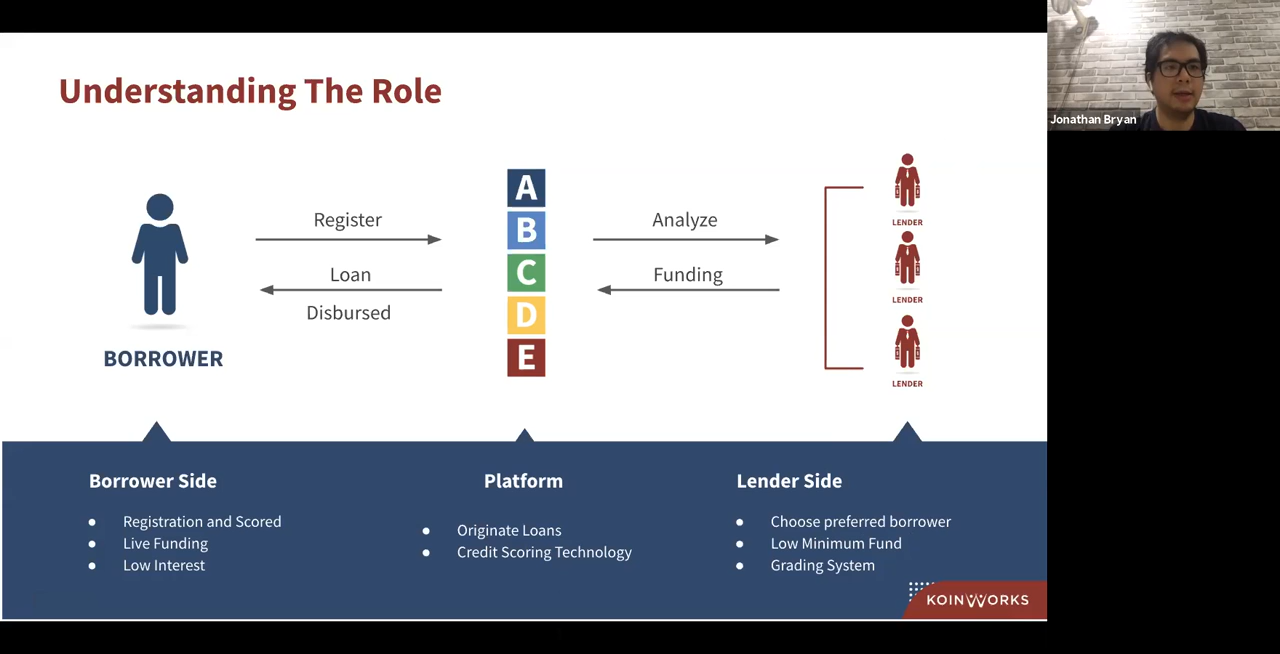 Understanding The Role
Jonathan Bryan
Register
Loan
Disbursed
BORROWER
A
B
C
D
E
Analyze
Funding
LENDER
LENDER
LENDER
Borrower Side
● Registration and Scored
● Live Funding
● Low Interest
Platform
● Originate Loans
● Credit Scoring Technology
Lender Side
● Choose preferred borrower
● Low Minimum Fund
● Grading System
KOINWORKS